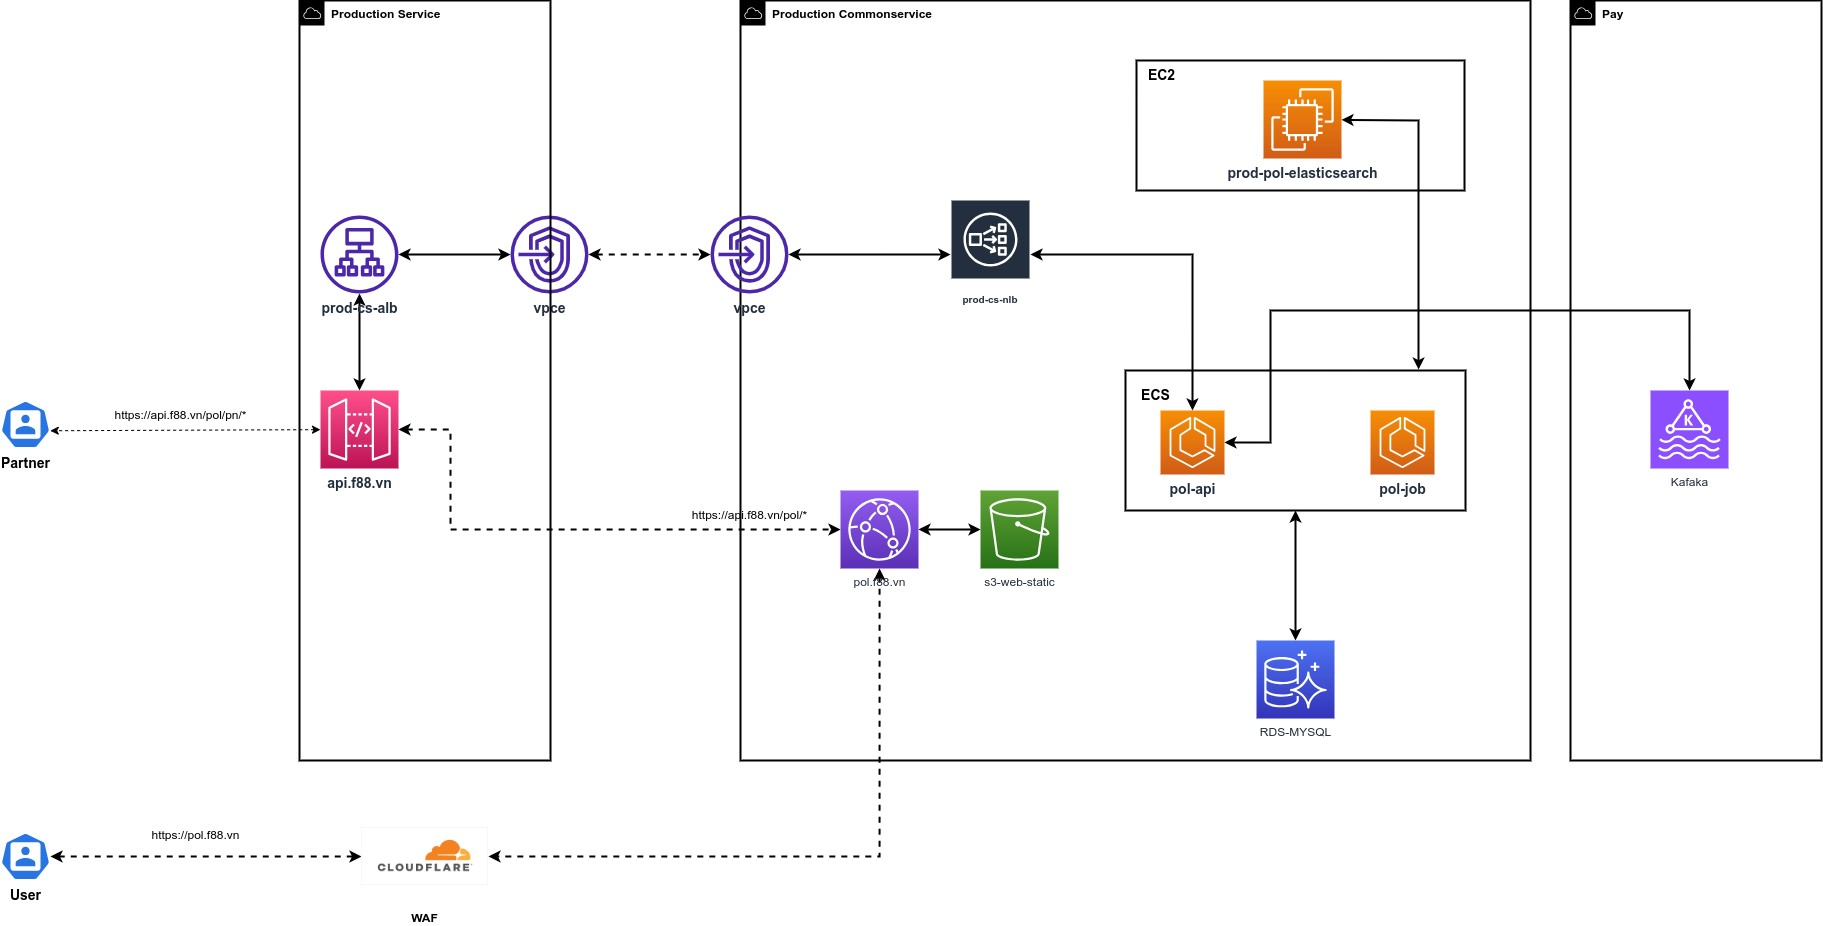 Production Service
Production Commonservice
Pay
EC2
prod-pol-elasticsearch
prod-cs-alb
vpce
vpce
prod-cs-nlb
ECS
pol-api
pol-job
K
Kafaka
https://api.f88.vn/pol/pn/*
Partner
</>
api.f88.vn
https://api.f88.vn/pol/*
pol.f88.vn
s3-web-static
RDS-MYSQL
https://pol.f88.vn
User
CLOUDFLARE
WAF